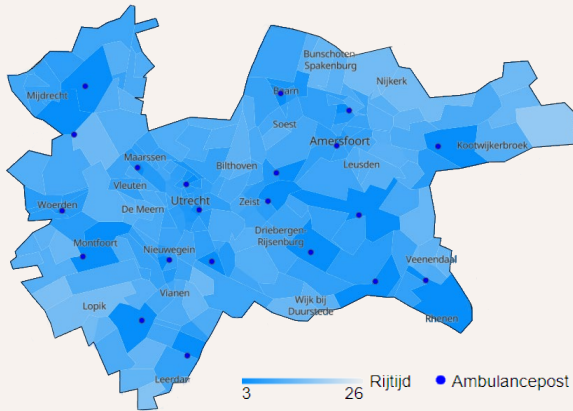 Bunschoten
Spakenburg
Nijkerk
Mijdrecht
Baarn
Soest
Amersfoort
Kootwijkerbroek
Maarssen
Bilthoven
Leusden
Vleuten
Woerden
De Meern
Utrecht
Zeist
Driebergen
Rijsenburg
Montfoort
Nieuwegein
Veenendaal
Vianen
Lopik
Wijk bij
Duurstede
Rhenen
Leerdam
3
26
Rijtijd
Ambulancepost